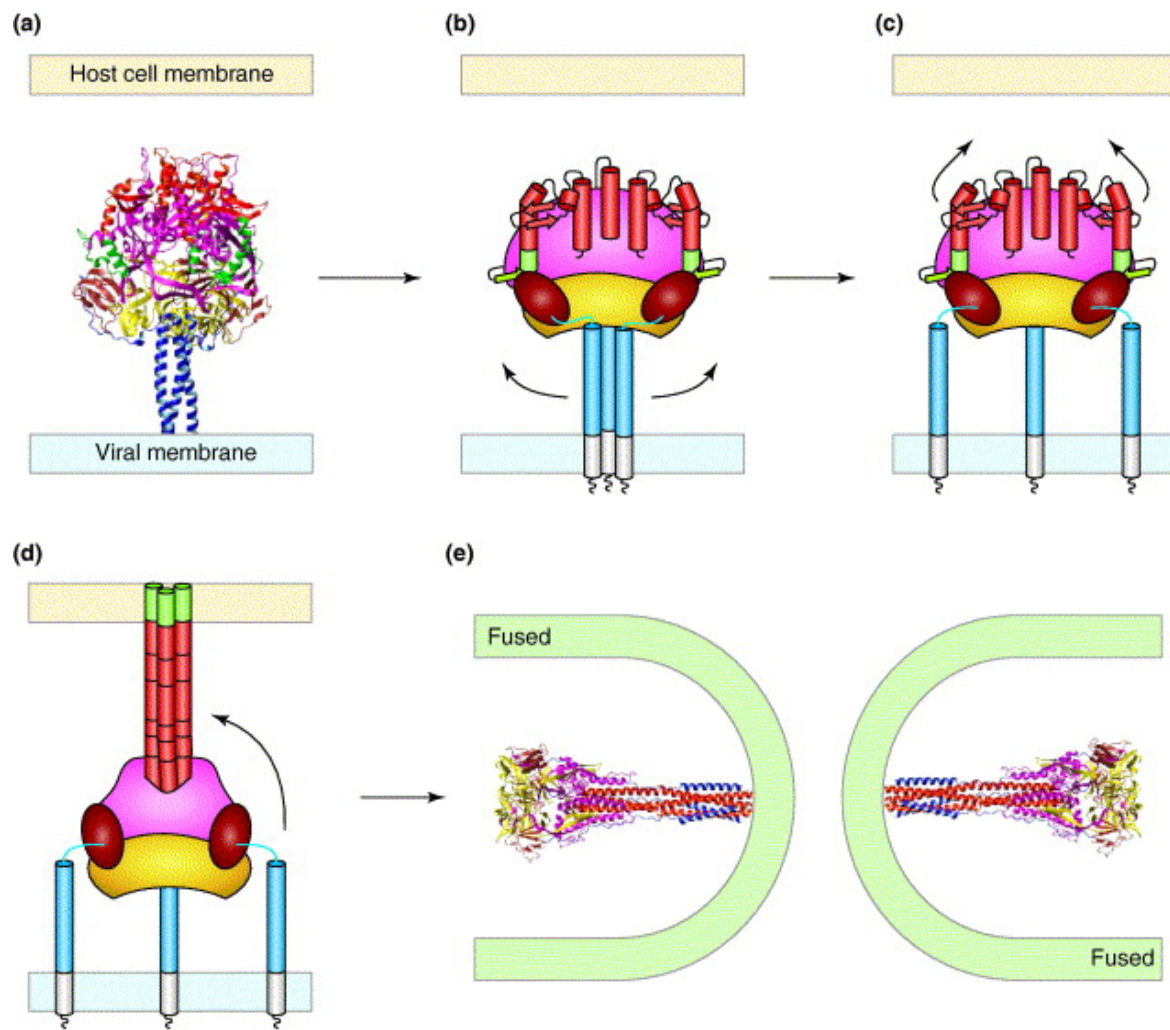 (a)
Host cell membrane
Viral membrane
(b)
(c)
(d)
(e)
Fused
Fused